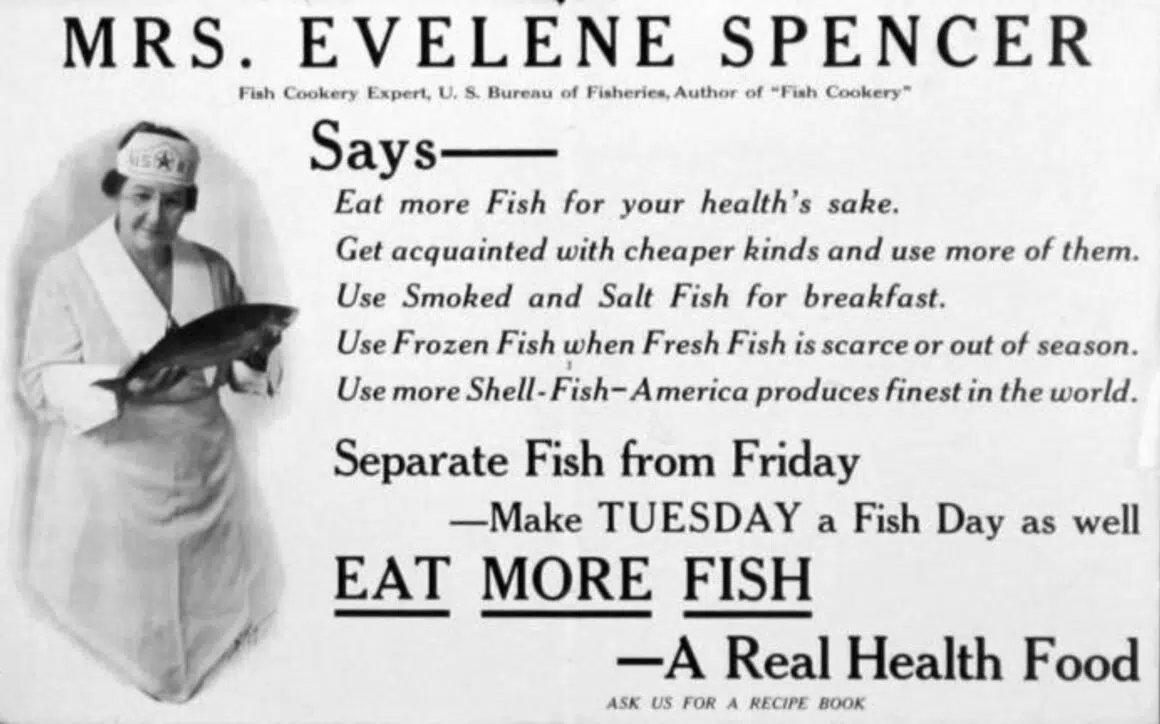 MRS. EVELENE SPENCER
Fish Cookery Expert, U. S. Bureau of Fisheries, Author of "Fish Cookery"
Says—
Eat more Fish for your health's sake.
Get acquainted with cheaper kinds and use more of them.
Use Smoked and Salt Fish for breakfast.
Use Frozen Fish when Fresh Fish is scarce or out of season.
Use more Shell-Fish—America produces finest in the world.
Separate Fish from Friday
—Make TUESDAY a Fish Day as well
EAT MORE FISH
—A Real Health Food
ASK US FOR A RECIPE BOOK